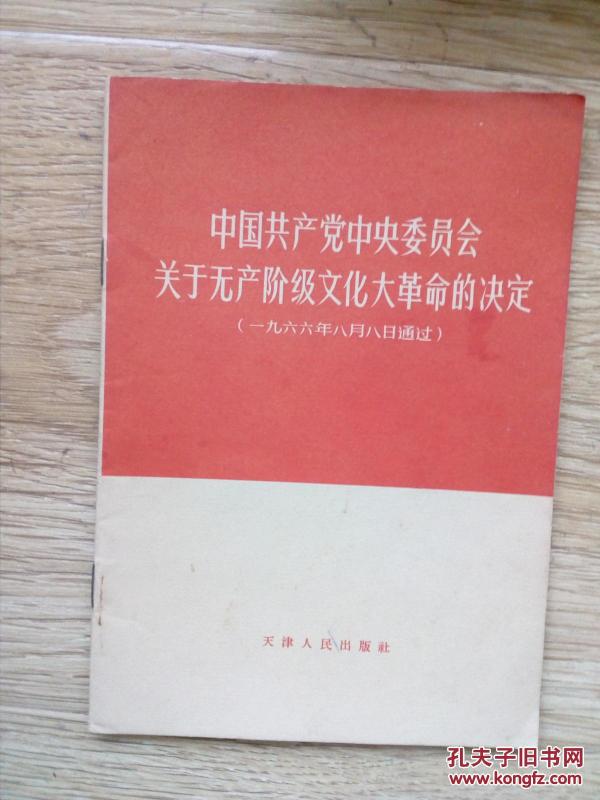 中国共产党中央委员会
关于无产阶级文化大革命的决定
(一九六六年八月八日通过)
天津人民出版社
孔夫子旧书网
www.kongfz.com